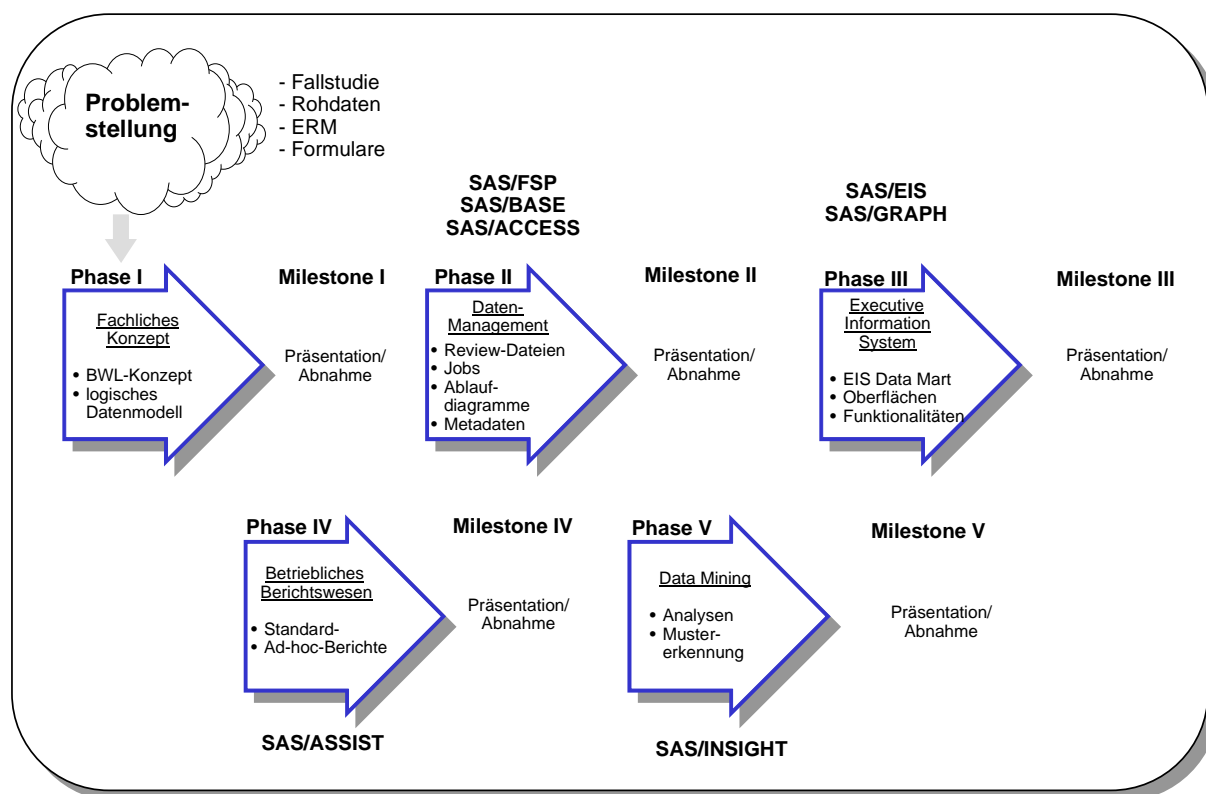 Problem-
stellung
- Fallstudie
- Rohdaten
- ERM
- Formulare
SAS/FSP
SAS/BASE
SAS/ACCESS
SAS/EIS
SAS/GRAPH
Phase I
Fachliches
Konzept
• BWL-Konzept
• logisches
Datenmodell
Milestone I
Präsentation/
Abnahme
Phase II
Daten-
Management
• Review-Dateien
• Jobs
• Ablauf-
diagramme
• Metadaten
Milestone II
Präsentation/
Abnahme
Phase III
Executive
Information
System
• EIS Data Mart
• Oberflächen
• Funktionalitäten
Milestone III
Präsentation/
Abnahme
Phase IV
Betriebliches
Berichtswesen
• Standard-
• Ad-hoc-Berichte
SAS/ASSIST
Milestone IV
Präsentation/
Abnahme
Phase V
Data Mining
• Analysen
• Muster-
erkennung
SAS/INSIGHT
Milestone V
Präsentation/
Abnahme